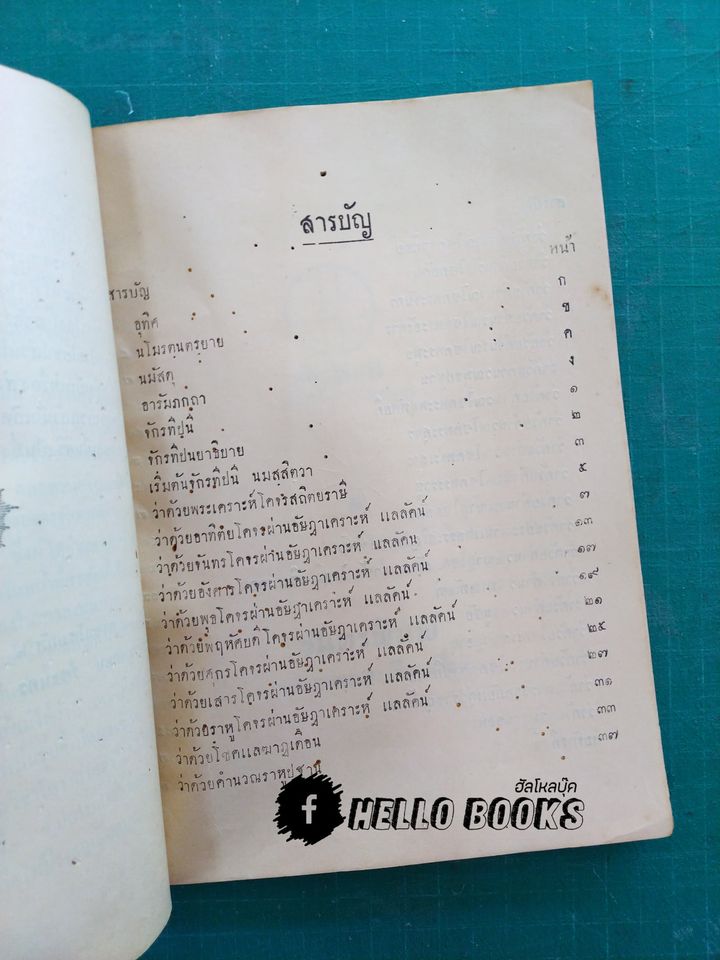 สารบัญ
สารบัญ หน้า
อุทิศ ก
นโมรตนตรยาย ข
นมัสตุ ค
อารัมภกถา ง
จักรทีปนี ๑
จักรทีปนยาธิบาย ๒
เริ่มต้นจักรทีปนี นมสฺสิตวา ๓
ว่าด้วยพระเคราะห์โคจรสถิตยราษี ๕
ว่าด้วยอาทิตย์โคจรผ่านอัษฎาเคราะห์ แลลัคน์ ๗
ว่าด้วยจันทรโคจรผ่านอัษฎาเคราะห์ แลลัคน ๑๓
ว่าด้วยอังคารโคจรผ่านอัษฎาเคราะห์ แลลัคน์ ๑๗
ว่าด้วยพุธโคจรผ่านอัษฎาเคราะห์ แลลัคน์ ๑๙
ว่าด้วยพฤหัศบดีโคจรผ่านอัษฎาเคราะห์ แลลัคน์ ๒๑
ว่าด้วยศุกรโคจรผ่านอัษฎาเคราะห์ แลลัคน์ ๒๕
ว่าด้วยเสารโคจรผ่านอัษฎาเคราะห์ แลลัคน์ ๒๗
ว่าด้วยราหูโคจรผ่านอัษฎาเคราะห์ แลลัคน์ ๓๑
ว่าด้วยโชคแลฆาฏเดือน ๓๓
ว่าด้วยคำนวณ ๓๗
ฮัลโหลบุ๊ค
f HELLO BOOKS